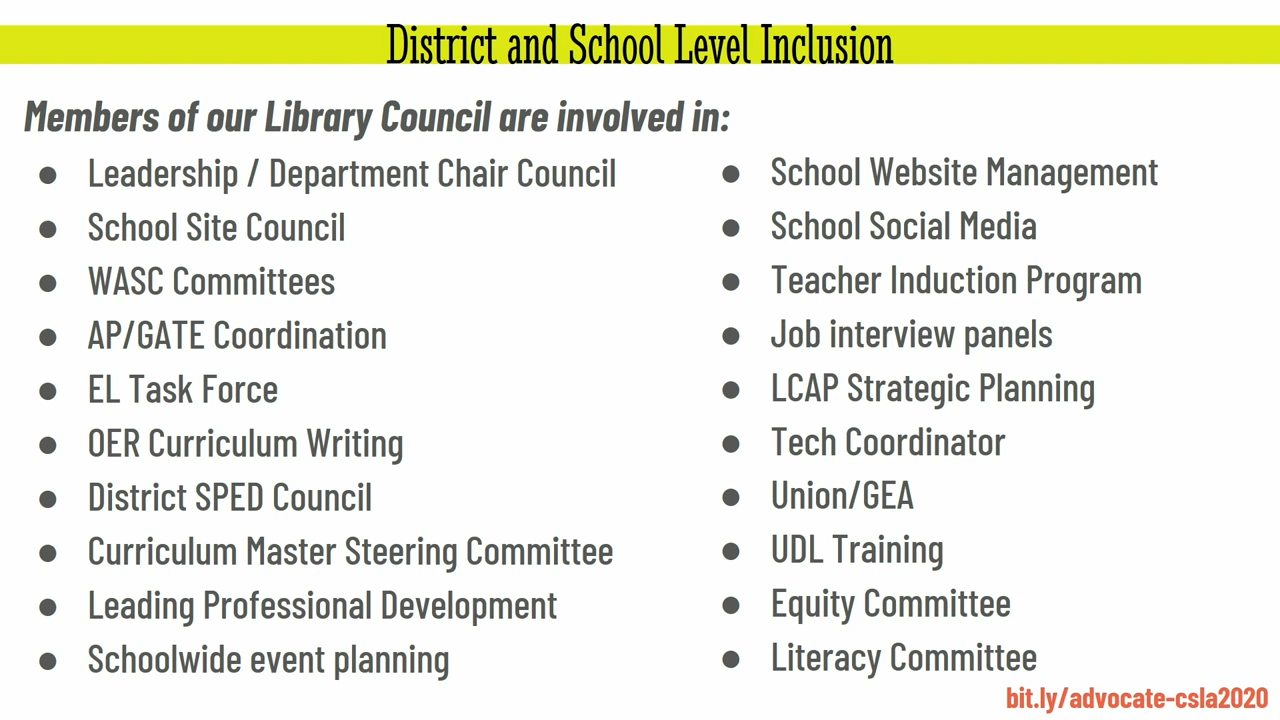 District and School Level Inclusion
Members of our Library Council are involved in:
● Leadership / Department Chair Council
● School Site Council
● WASC Committees
● AP/GATE Coordination
● EL Task Force
● OER Curriculum Writing
● District SPED Council
● Curriculum Master Steering Committee
● Leading Professional Development
● Schoolwide event planning
● School Website Management
● School Social Media
● Teacher Induction Program
● Job interview panels
● LCAP Strategic Planning
● Tech Coordinator
● Union/GEA
● UDL Training
● Equity Committee
● Literacy Committee
bit.ly/advocate-csla2020